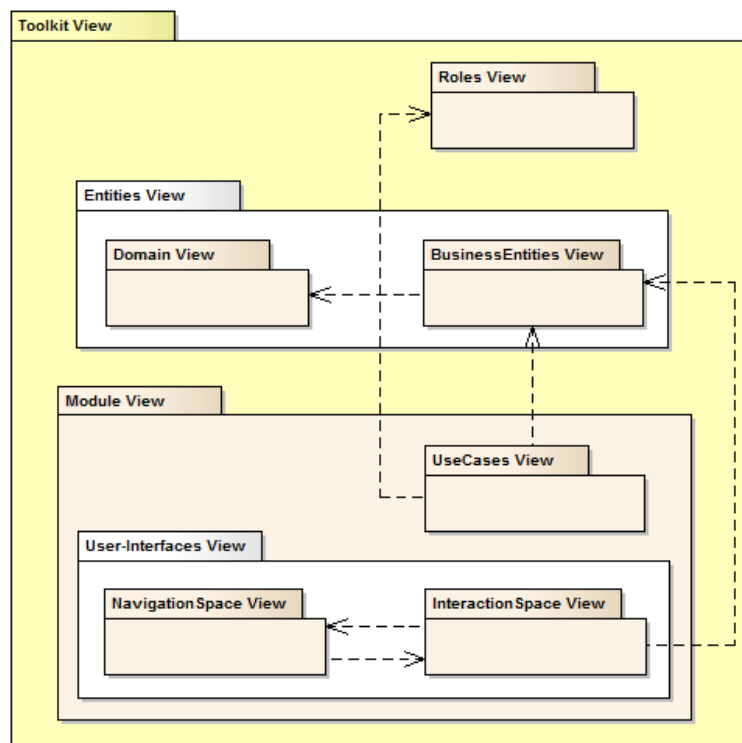 Toolkit View
Roles View
Entities View
Domain View
BusinessEntities View
Module View
UseCases View
User-Interfaces View
NavigationSpace View
InteractionSpace View